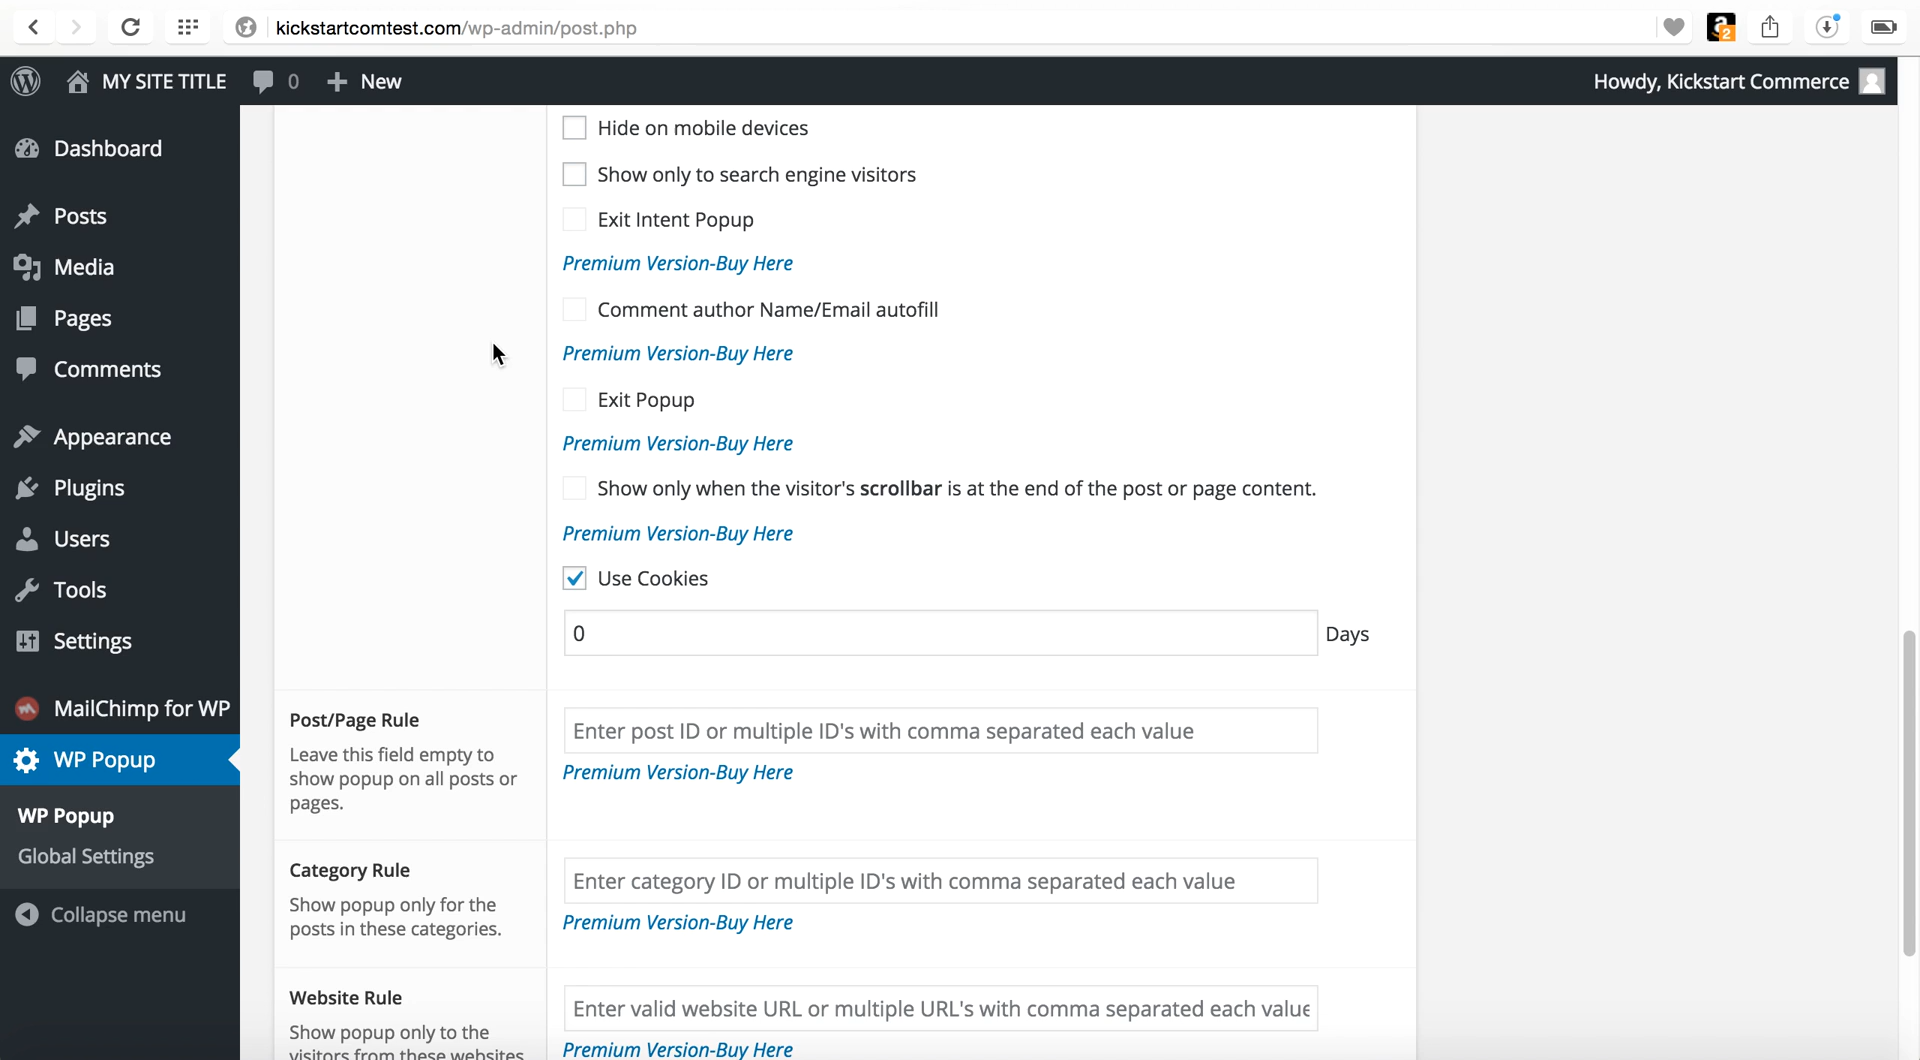 kickstartcomtest.com/wp-admin/post.php
2
MY SITE TITLE
0
New
Howdy, Kickstart Commerce
Dashboard
Posts
Media
Pages
Comments
Appearance
Plugins
Users
Tools
Settings
MailChimp for WP
WP Popup
WP Popup
Global Settings
Collapse menu
Hide on mobile devices
Show only to search engine visitors
Exit Intent Popup
Premium Version-Buy Here
Comment author Name/Email autofill
Premium Version-Buy Here
Exit Popup
Premium Version-Buy Here
Show only when the visitor's scrollbar is at the end of the post or page content.
Premium Version-Buy Here
Use Cookies
0 Days
Post/Page Rule
Leave this field empty to
show popup on all posts or
pages.
Enter post ID or multiple ID's with comma separated each value
Premium Version-Buy Here
Category Rule
Show popup only for the
posts in these categories.
Enter category ID or multiple ID's with comma separated each value
Premium Version-Buy Here
Website Rule
Show popup only to the
visitors from these websites
Enter valid website URL or multiple URL's with comma separated each value
Premium Version-Buy Here